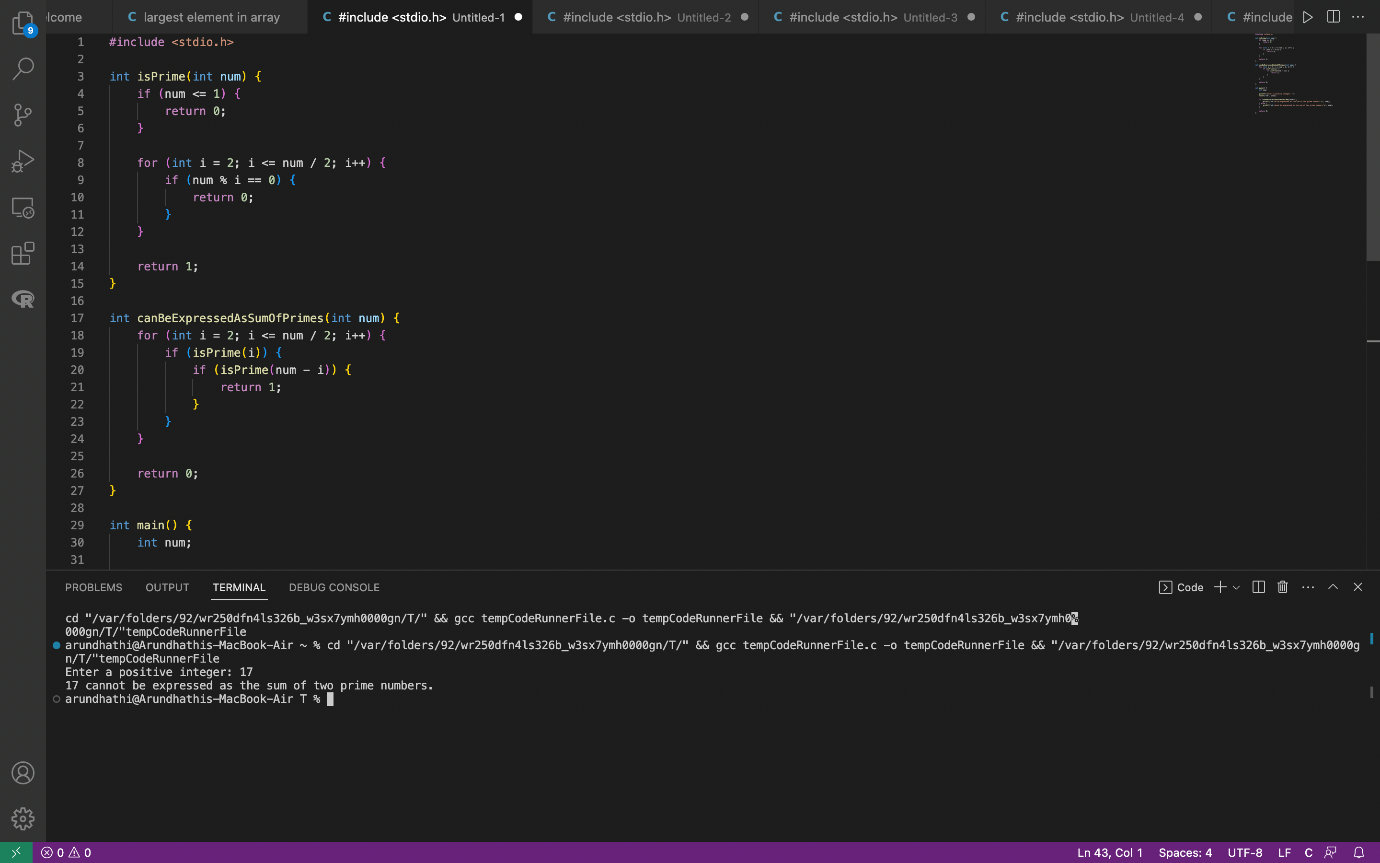 lcome C largest element in array C #include <stdio.h> Untitled-1 C #include <stdio.h> Untitled-2 C #include <stdio.h> Untitled-3 C #include <stdio.h> Untitled-4 C #include
9
1 #include <stdio.h>
2
3 int isPrime(int num) {
4 if (num <= 1) {
5 return 0;
6 }
7
8 for (int i = 2; i <= num / 2; i++) {
9 if (num % i == 0) {
10 return 0;
11 }
12 }
13
14 return 1;
15 }
16
17 int canBeExpressedAsSumOfPrimes(int num) {
18 for (int i = 2; i <= num / 2; i++) {
19 if (isPrime(i)) {
20 if (isPrime(num - i)) {
21 return 1;
22 }
23 }
24 }
25
26 return 0;
27 }
28
29 int main() {
30 int num;
31
PROBLEMS OUTPUT TERMINAL DEBUG CONSOLE Code
cd "/var/folders/92/wr250dfn4ls326b_w3sx7ymh0000gn/T/" && gcc tempCodeRunnerFile.c -o tempCodeRunnerFile && "/var/folders/92/wr250dfn4ls326b_w3sx7ymh0%
000gn/T/"tempCodeRunnerFile
arundhathi@Arundhathis-MacBook-Air ~ % cd "/var/folders/92/wr250dfn4ls326b_w3sx7ymh0000gn/T/" && gcc tempCodeRunnerFile.c -o tempCodeRunnerFile && "/var/folders/92/wr250dfn4ls326b_w3sx7ymh0000g
n/T/"tempCodeRunnerFile
Enter a positive integer: 17
17 cannot be expressed as the sum of two prime numbers.
arundhathi@Arundhathis-MacBook-Air T %
0 0 Ln 43, Col 1 Spaces: 4 UTF-8 LF C